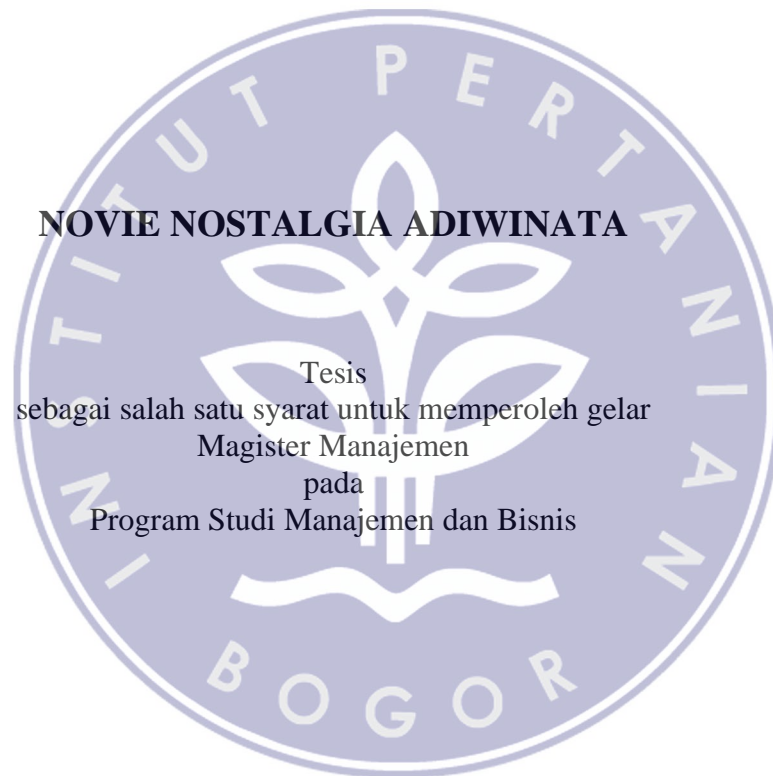 INSTITUT PERTANIAN BOGOR
NOVIE NOSTALGIA ADIWINATA
Tesis
sebagai salah satu syarat untuk memperoleh gelar
Magister Manajemen
pada
Program Studi Manajemen dan Bisnis